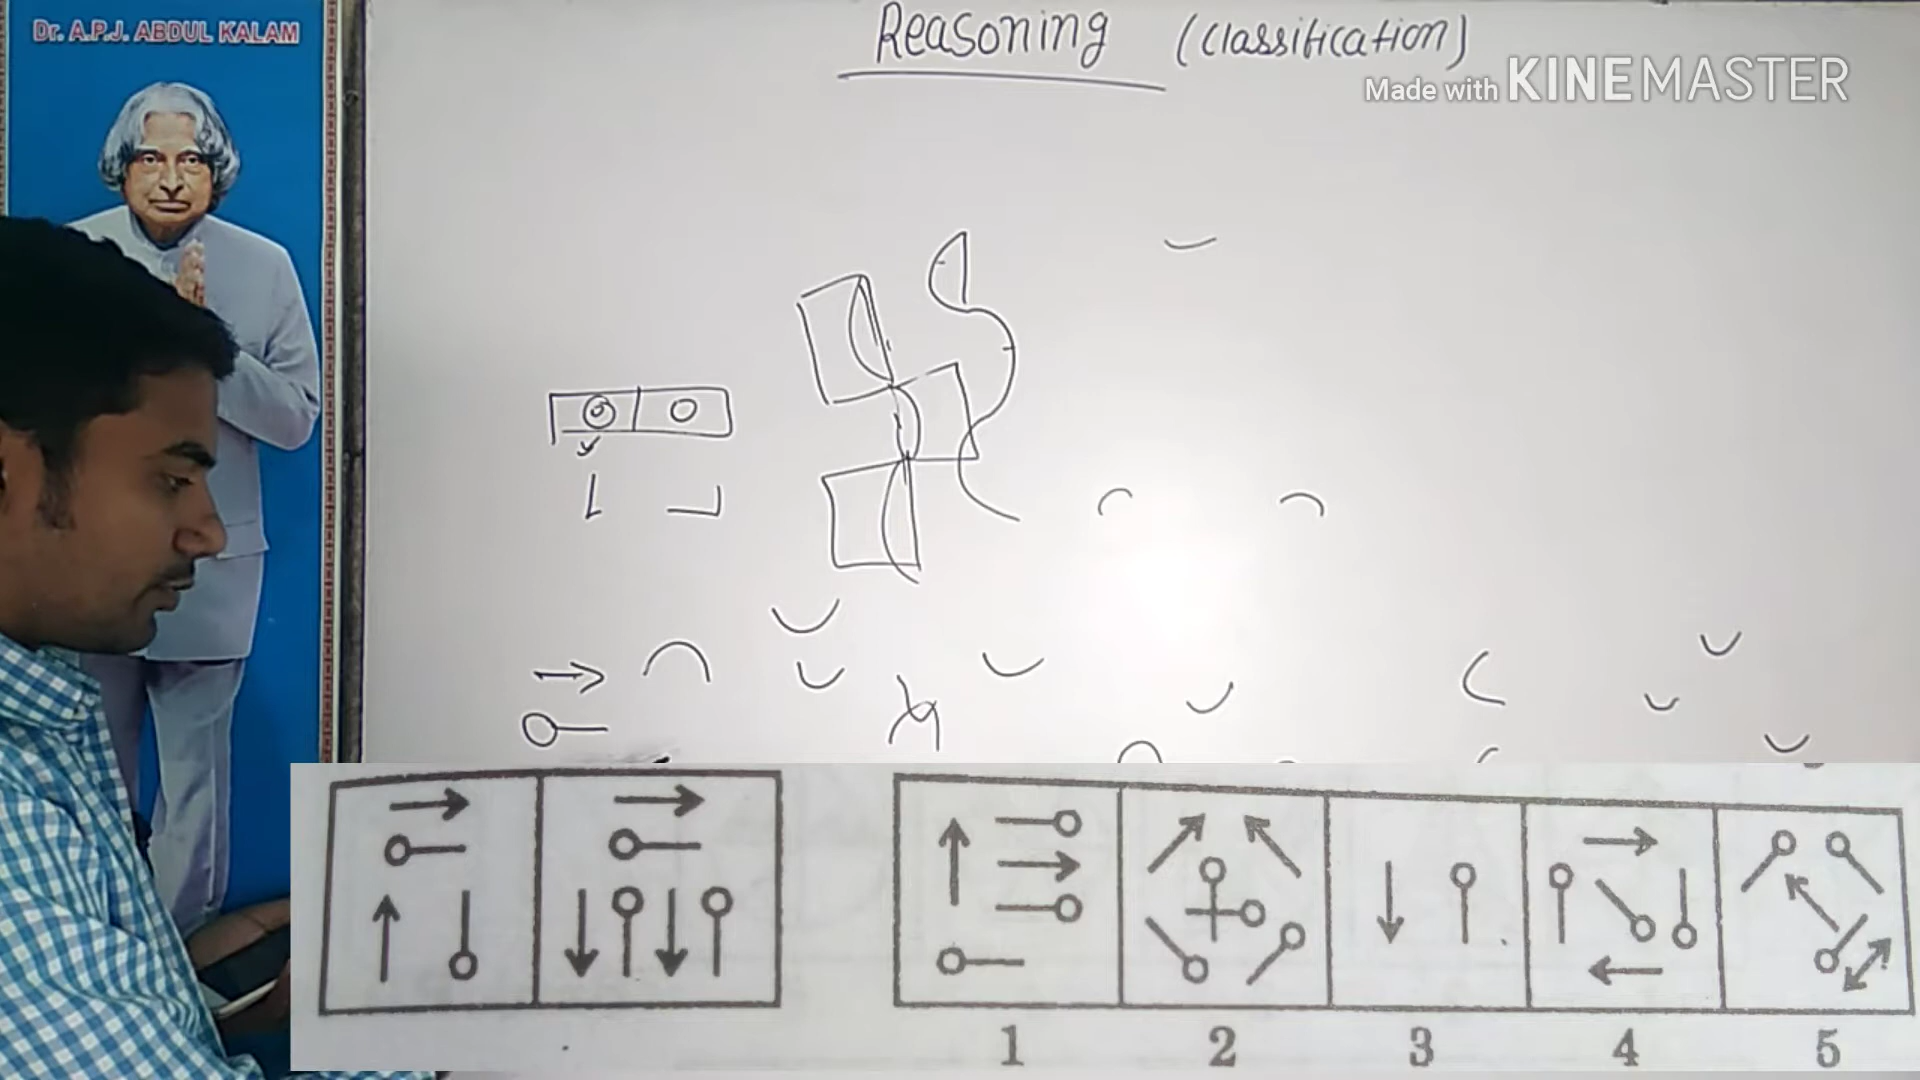 Dr. A.P.J. ABDUL KALAM
Reasoning (Classification)
Made with KINEMASTER
1 2 3 4 5